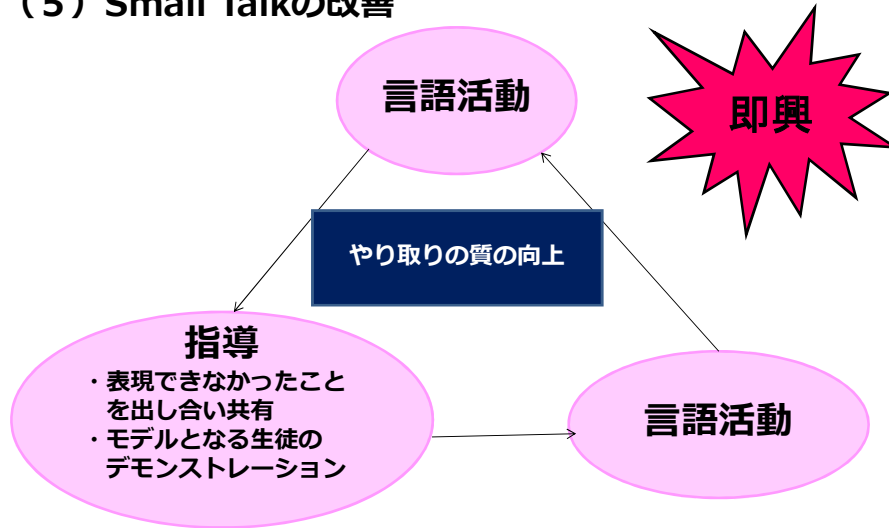 （５）Small Talkの改善
言語活動
即興
やり取りの質の向上
指導
・表現できなかったこと
を出し合い共有
・モデルとなる生徒の
デモンストレーション
言語活動